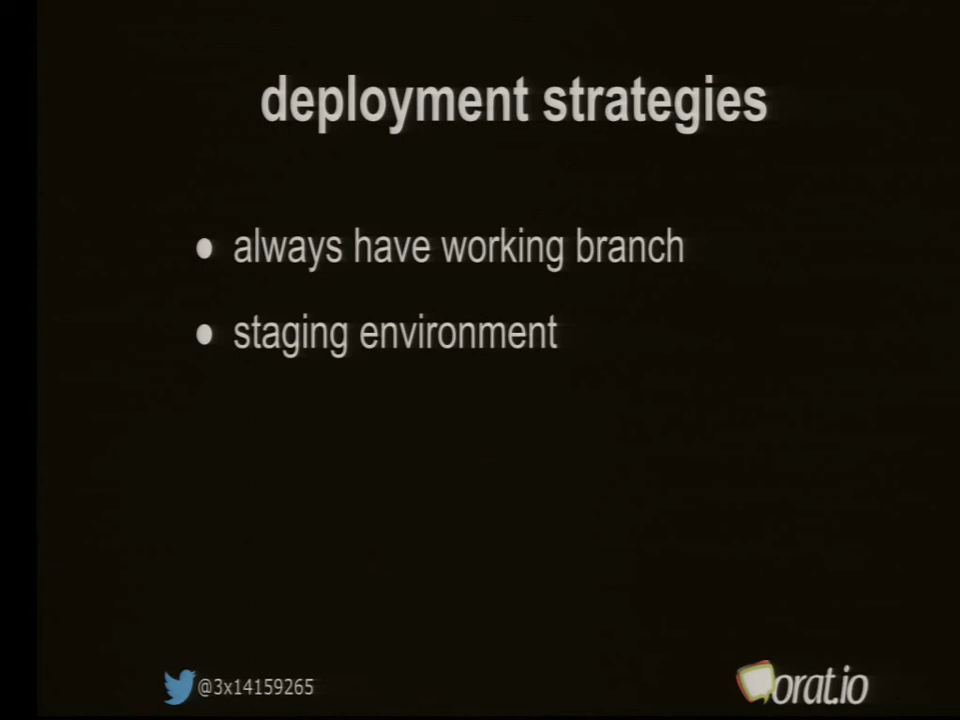 deployment strategies
● always have working branch
● staging environment
@3x14159265
orat.io